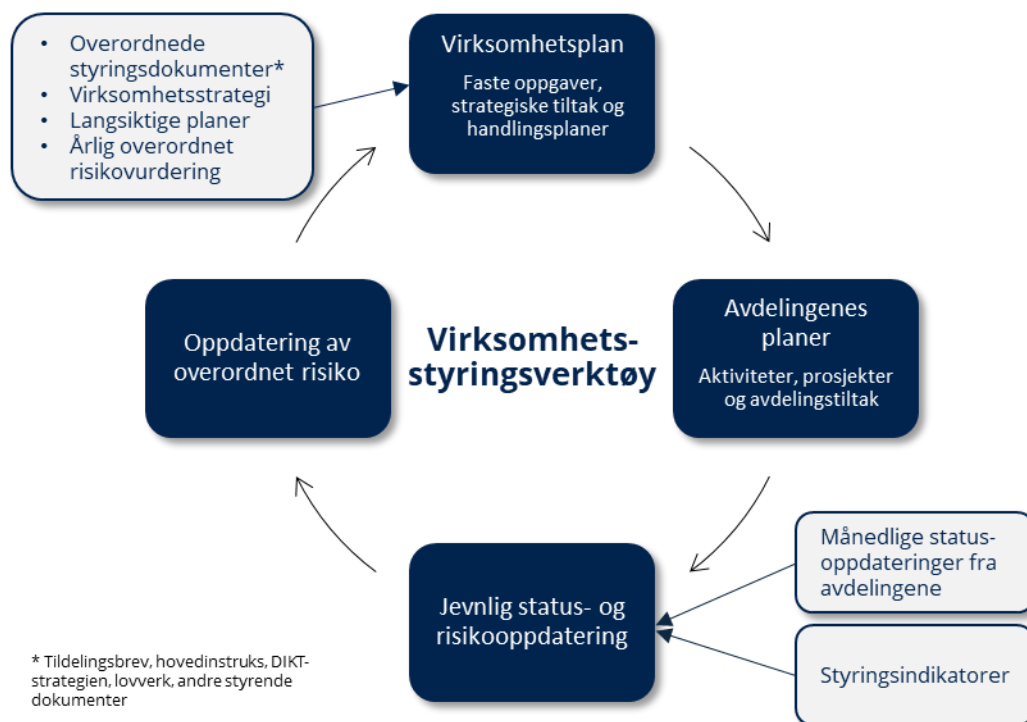 • Overordnede
styringsdokumenter*
• Virksomhetsstrategi
• Langsiktige planer
• Årlig overordnet
risikovurdering
Virksomhetsplan
Faste oppgaver,
strategiske tiltak og
handlingsplaner
Avdelingenes
planer
Aktiviteter, prosjekter
og avdelingstiltak
Oppdatering av
overordnet risiko
Virksomhets-
styringsverktøy
Månedlige status-
oppdateringer fra
avdelingene
Jevnlig status- og
risikooppdatering
Styringsindikatorer
* Tildelingsbrev, hovedinstruks, DIKT-
strategien, lovverk, andre styrende
dokumenter